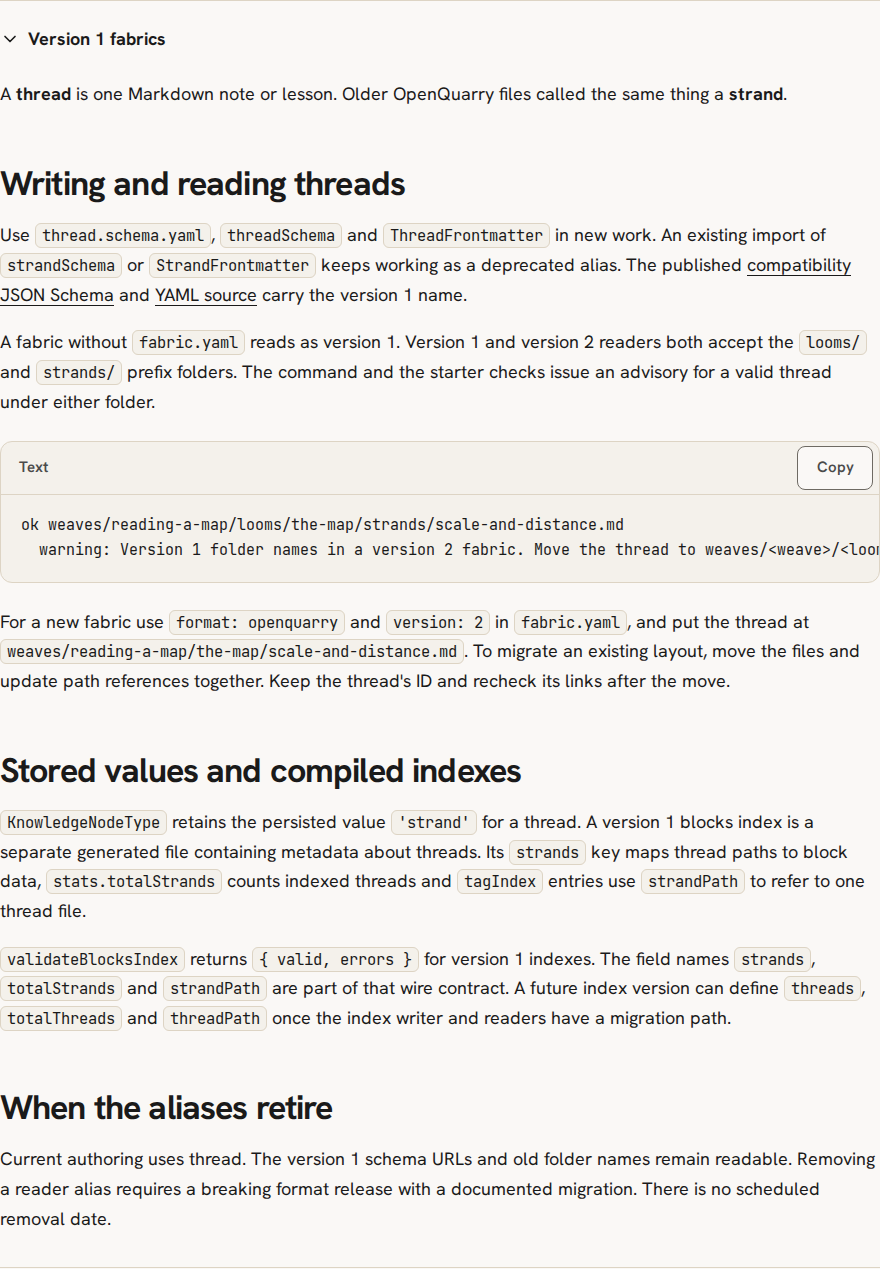 Version 1 fabrics
A thread is one Markdown note or lesson. Older OpenQuarry files called the same thing a strand.
Writing and reading threads
Use thread.schema.yaml, threadSchema and ThreadFrontmatter in new work. An existing import of
strandSchema or StrandFrontmatter keeps working as a deprecated alias. The published compatibility
JSON Schema and YAML source carry the version 1 name.
A fabric without fabric.yaml reads as version 1. Version 1 and version 2 readers both accept the looms/
and strands/ prefix folders. The command and the starter checks issue an advisory for a valid thread
under either folder.
Text
Copy
ok weaves/reading-a-map/looms/the-map/strands/scale-and-distance.md
warning: Version 1 folder names in a version 2 fabric. Move the thread to weaves/<weave>/<loom
For a new fabric use format: openquarry and version: 2 in fabric.yaml, and put the thread at
weaves/reading-a-map/the-map/scale-and-distance.md. To migrate an existing layout, move the files and
update path references together. Keep the thread's ID and recheck its links after the move.
Stored values and compiled indexes
KnowledgeNodeType retains the persisted value 'strand' for a thread. A version 1 blocks index is a
separate generated file containing metadata about threads. Its strands key maps thread paths to block
data, stats.totalStrands counts indexed threads and tagIndex entries use strandPath to refer to one
thread file.
validateBlocksIndex returns { valid, errors } for version 1 indexes. The field names strands,
totalStrands and strandPath are part of that wire contract. A future index version can define threads,
totalThreads and threadPath once the index writer and readers have a migration path.
When the aliases retire
Current authoring uses thread. The version 1 schema URLs and old folder names remain readable. Removing
a reader alias requires a breaking format release with a documented migration. There is no scheduled
removal date.